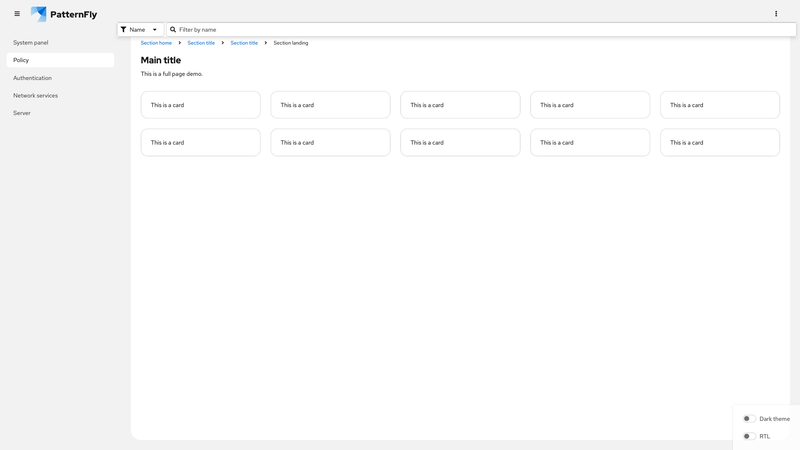 PatternFly
Name
Filter by name
System panel
Policy
Authentication
Network services
Server
Section home
Section title
Section title
Section landing
Main title
This is a full page demo.
This is a card
This is a card
This is a card
This is a card
This is a card
This is a card
This is a card
This is a card
This is a card
This is a card
Dark theme
RTL